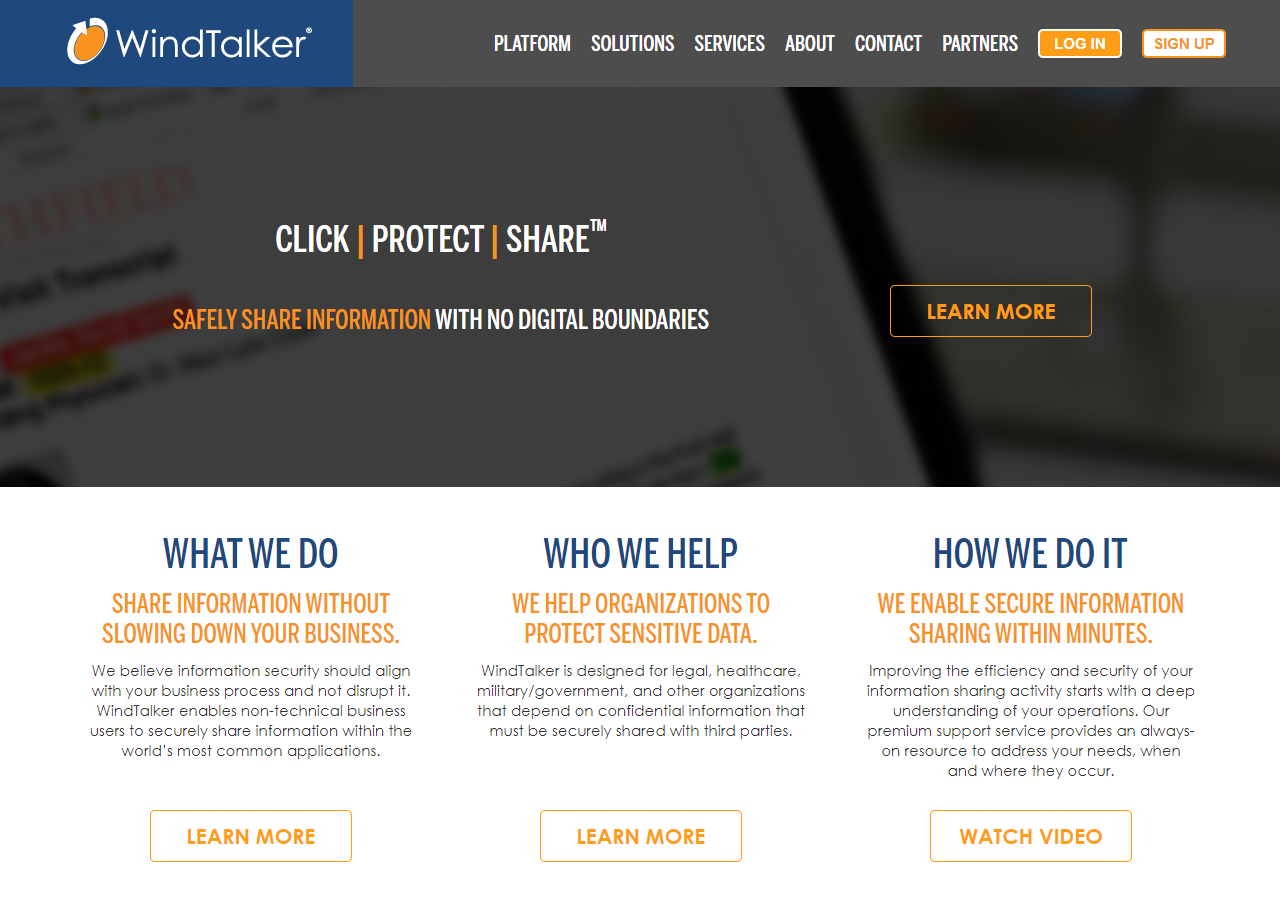 WindTalker®
PLATFORM SOLUTIONS SERVICES ABOUT CONTACT PARTNERS LOG IN SIGN UP
Visit Transcript
CLICK | PROTECT | SHARE™
SAFELY SHARE INFORMATION WITH NO DIGITAL BOUNDARIES
LEARN MORE
WHAT WE DO
SHARE INFORMATION WITHOUT
SLOWING DOWN YOUR BUSINESS.
We believe information security should align
with your business process and not disrupt it.
WindTalker enables non-technical business
users to securely share information within the
world’s most common applications.
LEARN MORE
WHO WE HELP
WE HELP ORGANIZATIONS TO
PROTECT SENSITIVE DATA.
WindTalker is designed for legal, healthcare,
military/government, and other organizations
that depend on confidential information that
must be securely shared with third parties.
LEARN MORE
HOW WE DO IT
WE ENABLE SECURE INFORMATION
SHARING WITHIN MINUTES.
Improving the efficiency and security of your
information sharing activity starts with a deep
understanding of your operations. Our
premium support service provides an always-
on resource to address your needs, when
and where they occur.
WATCH VIDEO